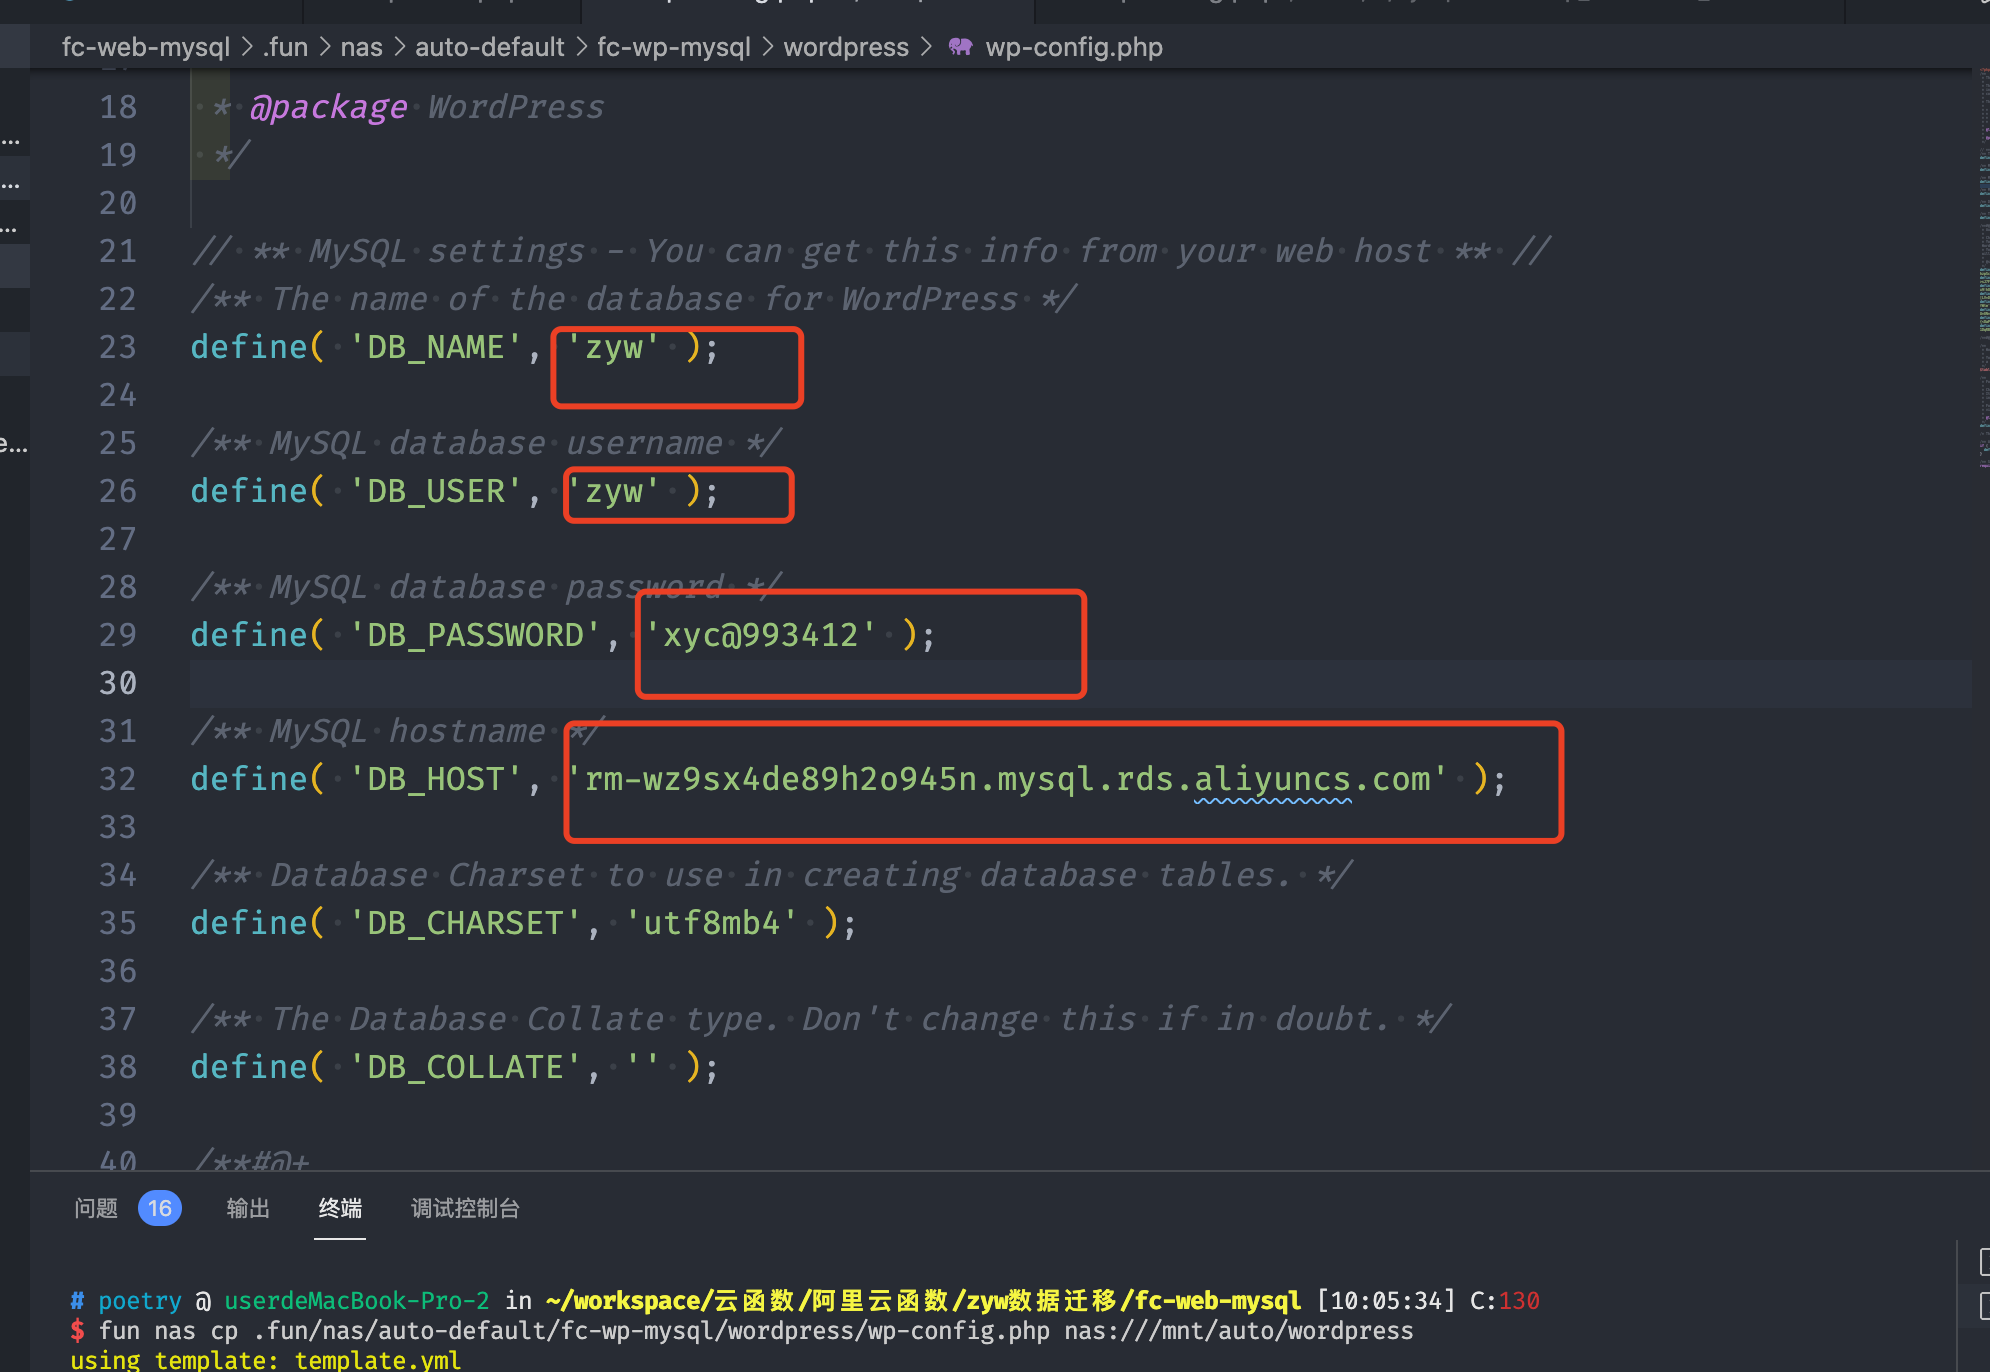 fc-web-mysql > .fun > nas > auto-default > fc-wp-mysql > wordpress > wp-config.php
18 * @package WordPress
19 */
20
21 // ** MySQL settings - You can get this info from your web host ** //
22 /** The name of the database for WordPress */
23 define( 'DB_NAME', 'zyw' );
24
25 /** MySQL database username */
26 define( 'DB_USER', 'zyw' );
27
28 /** MySQL database password */
29 define( 'DB_PASSWORD', 'xyc@993412' );
30
31 /** MySQL hostname */
32 define( 'DB_HOST', 'rm-wz9sx4de89h2o945n.mysql.rds.aliyuncs.com' );
33
34 /** Database Charset to use in creating database tables. */
35 define( 'DB_CHARSET', 'utf8mb4' );
36
37 /** The Database Collate type. Don't change this if in doubt. */
38 define( 'DB_COLLATE', '' );
39
40 /**#@+
问题 16 输出 终端 调试控制台
# poetry @ userdeMacBook-Pro-2 in ~/workspace/云函数/阿里云函数/zyw数据迁移/fc-web-mysql [10:05:34] C:130
$ fun nas cp .fun/nas/auto-default/fc-wp-mysql/wordpress/wp-config.php nas:///mnt/auto/wordpress
using template: template.yml